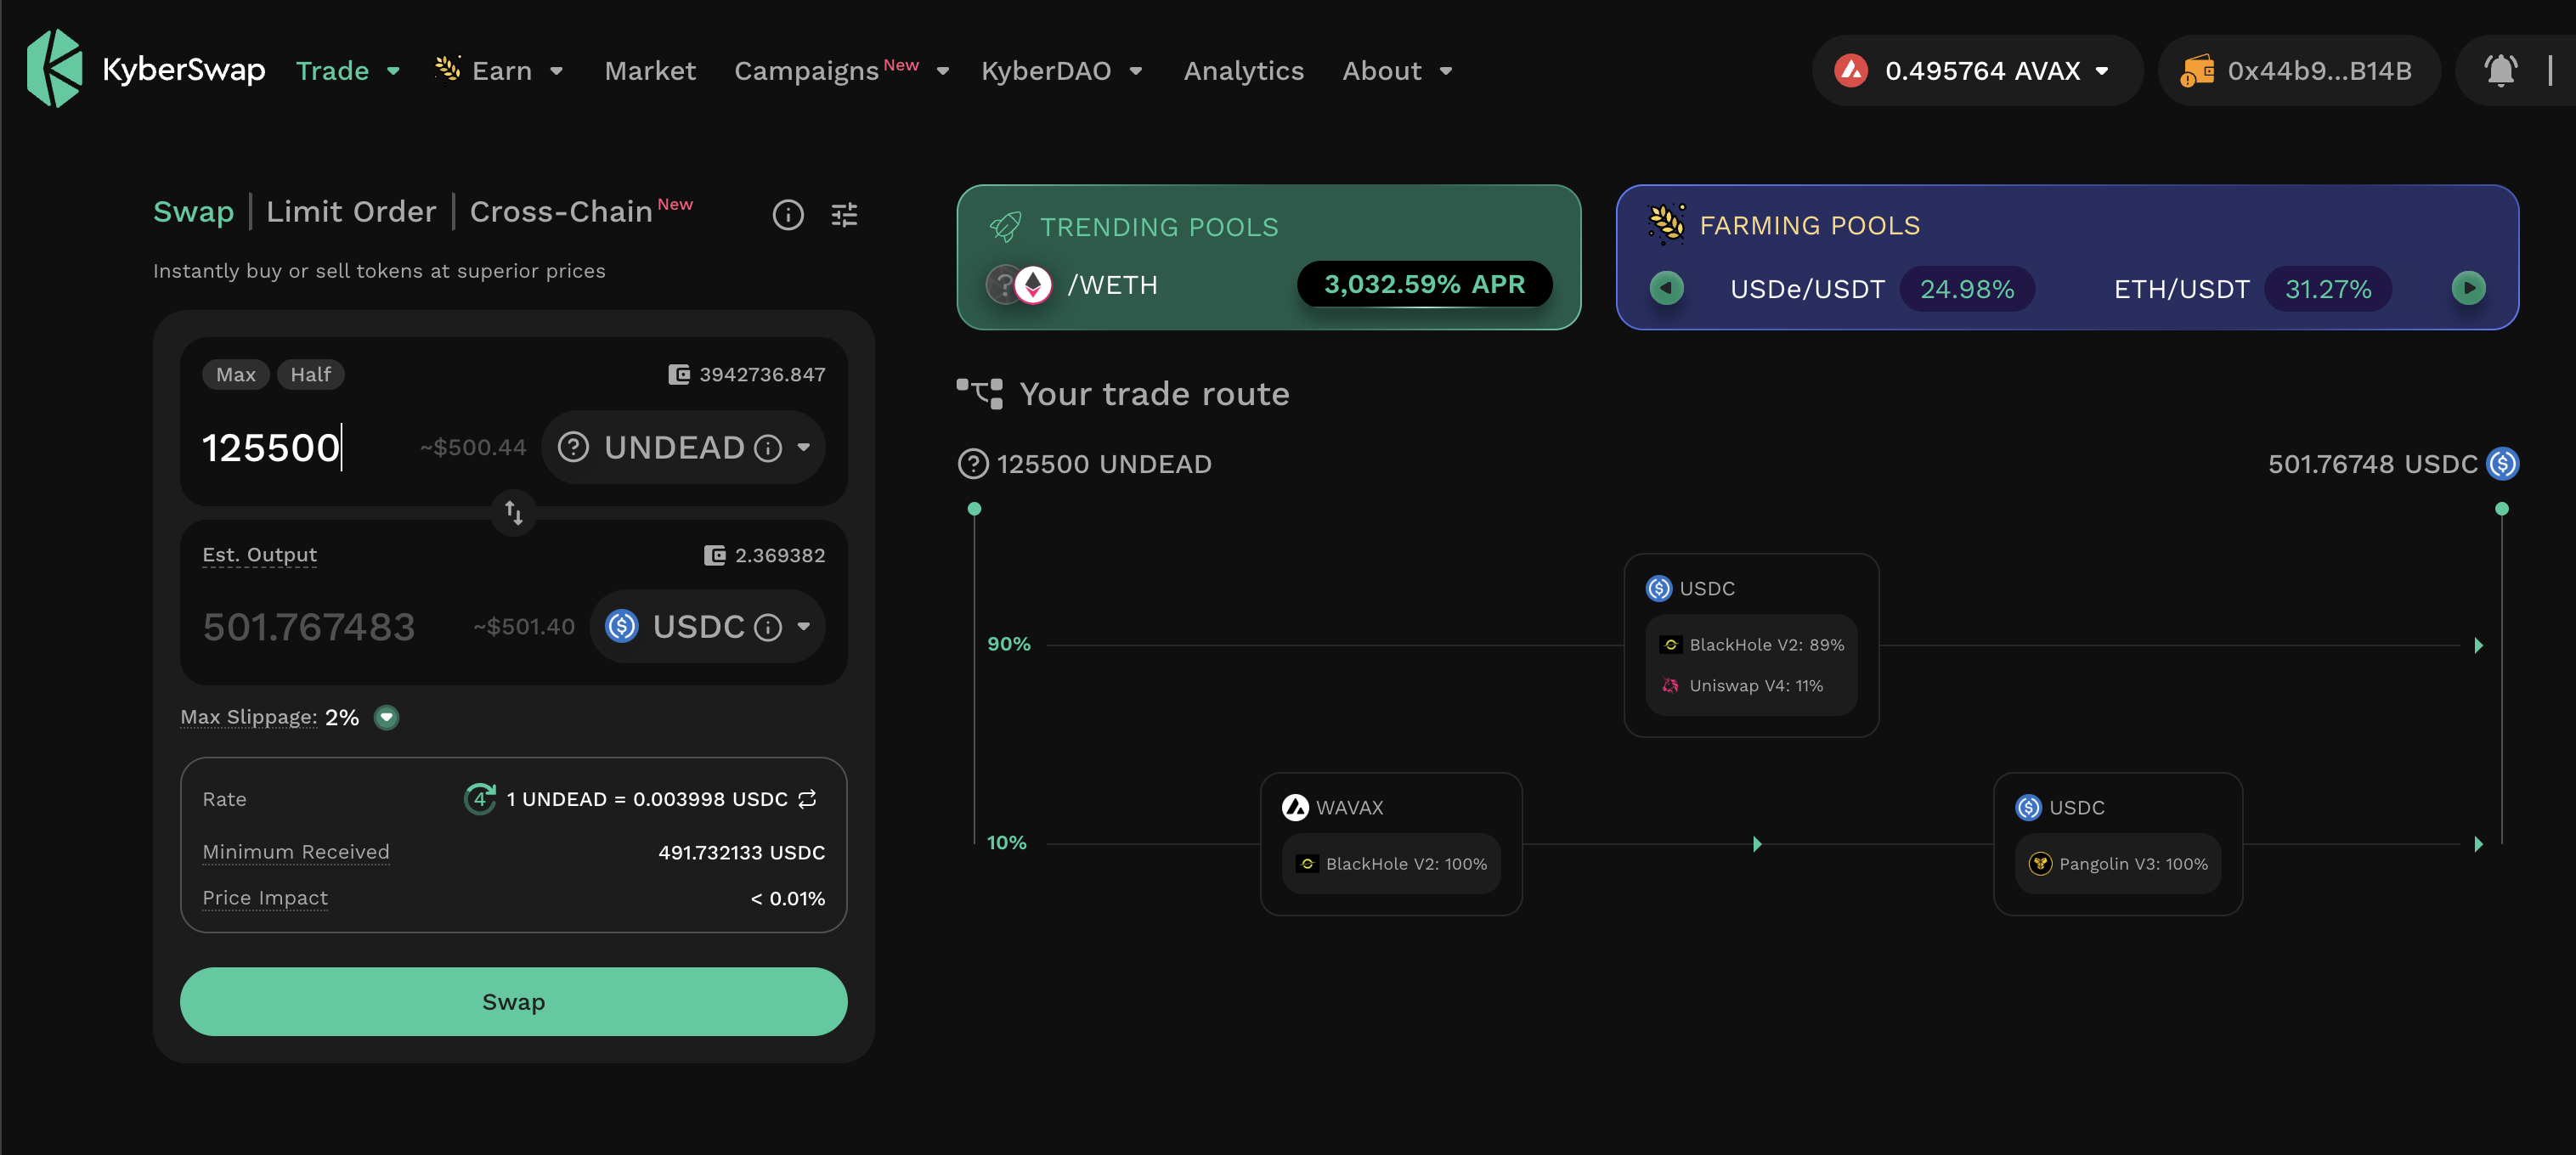 KyberSwap Trade Earn Market Campaigns New KyberDAO Analytics About 0.495764 AVAX 0x44b9...B14B
Swap | Limit Order | Cross-Chain New
Instantly buy or sell tokens at superior prices
Max Half 3942736.847
125500 ~$500.44 UNDEAD
Est. Output 2.369382
501.767483 ~$501.40 USDC
Max Slippage: 2%
Rate 4 1 UNDEAD = 0.003998 USDC
Minimum Received 491.732133 USDC
Price Impact < 0.01%
Swap
TRENDING POOLS
/WETH 3,032.59% APR
FARMING POOLS
USDe/USDT 24.98% ETH/USDT 31.27%
Your trade route
125500 UNDEAD 501.76748 USDC
90%
USDC
BlackHole V2: 89%
Uniswap V4: 11%
10%
WAVAX
BlackHole V2: 100%
USDC
Pangolin V3: 100%